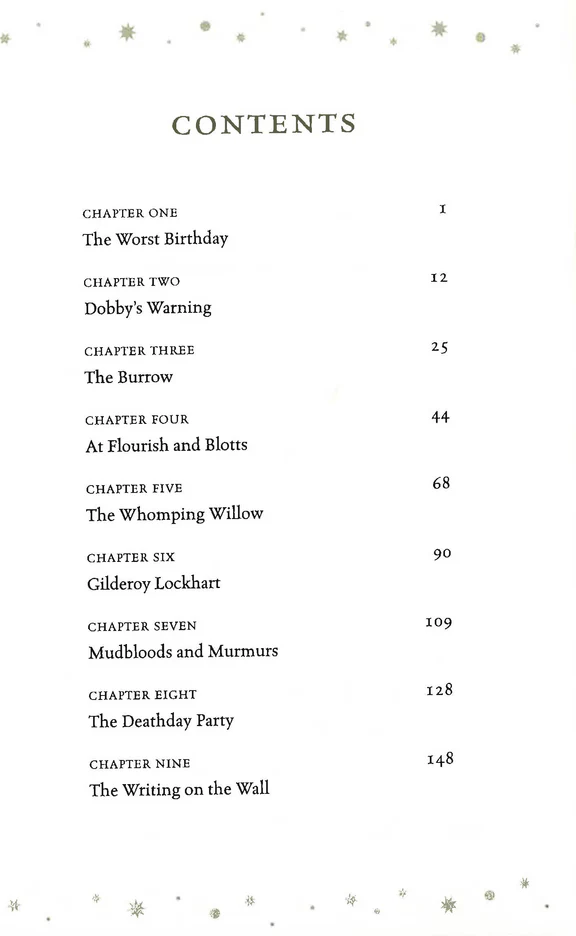 CONTENTS
CHAPTER ONE 1
The Worst Birthday
CHAPTER TWO 12
Dobby's Warning
CHAPTER THREE 25
The Burrow
CHAPTER FOUR 44
At Flourish and Blotts
CHAPTER FIVE 68
The Whomping Willow
CHAPTER SIX 90
Gilderoy Lockhart
CHAPTER SEVEN 109
Mudbloods and Murmurs
CHAPTER EIGHT 128
The Deathday Party
CHAPTER NINE 148
The Writing on the Wall